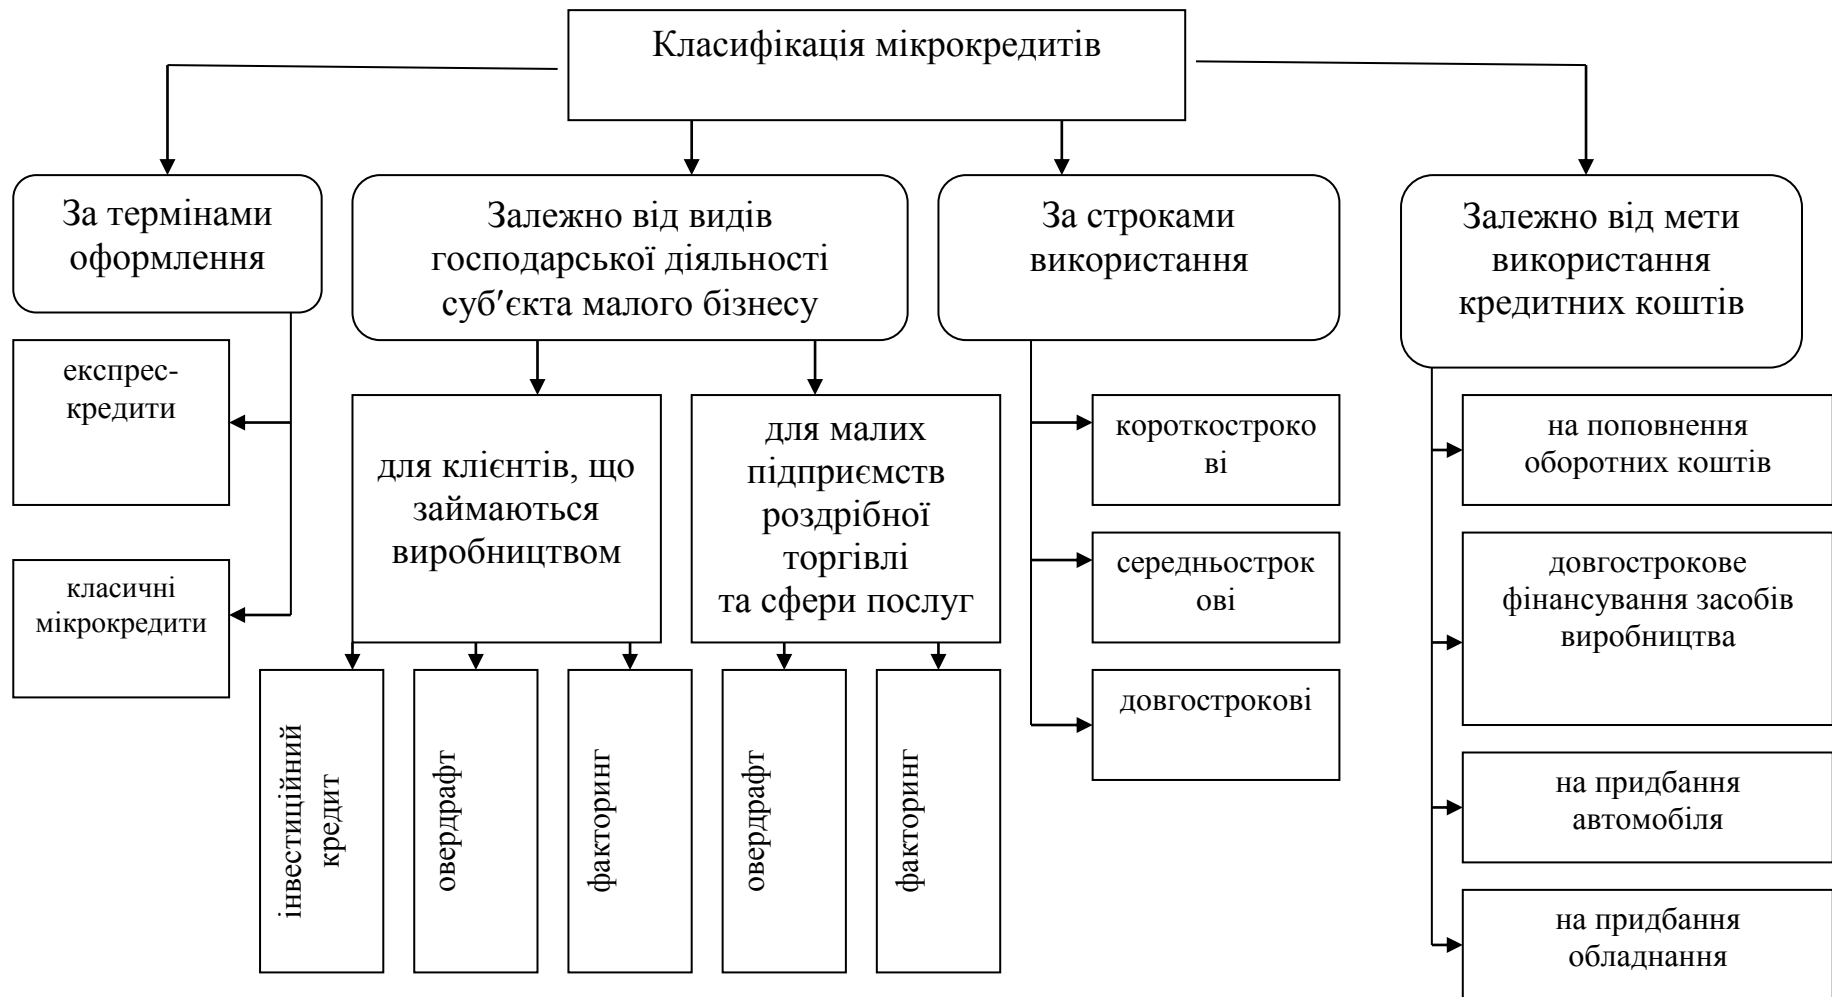 Класифікація мікрокредитів
За термінами
оформлення
Залежно від видів
господарської діяльності
суб′єкта малого бізнесу
За строками
використання
Залежно від мети
використання
кредитних коштів
експрес-
кредити
класичні
мікрокредити
для клієнтів, що
займаються
виробництвом
для малих
підприємств
роздрібної
торгівлі
та сфери послуг
інвестиційний
кредит
овердрафт
факторинг
овердрафт
факторинг
короткостроко
ві
середньострок
ові
довгострокові
на поповнення
оборотних коштів
довгострокове
фінансування засобів
виробництва
на придбання
автомобіля
на придбання
обладнання